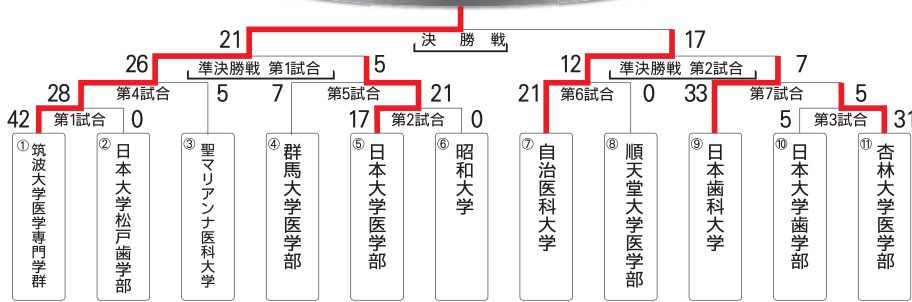 決勝戦
21
17
準決勝戦 第1試合
準決勝戦 第2試合
26
5
12
7
第4試合
第5試合
第6試合
第7試合
28
5
7
21
21
0
33
5
第1試合
第2試合
第3試合
42
0
17
0
5
31
①筑波大学医学専門学群
②日本大学松戸歯学部
③聖マリアンナ医科大学
④群馬大学医学部
⑤日本大学医学部
⑥昭和大学
⑦自治医科大学
⑧順天堂大学医学部
⑨日本歯科大学
⑩日本大学歯学部
⑪杏林大学医学部